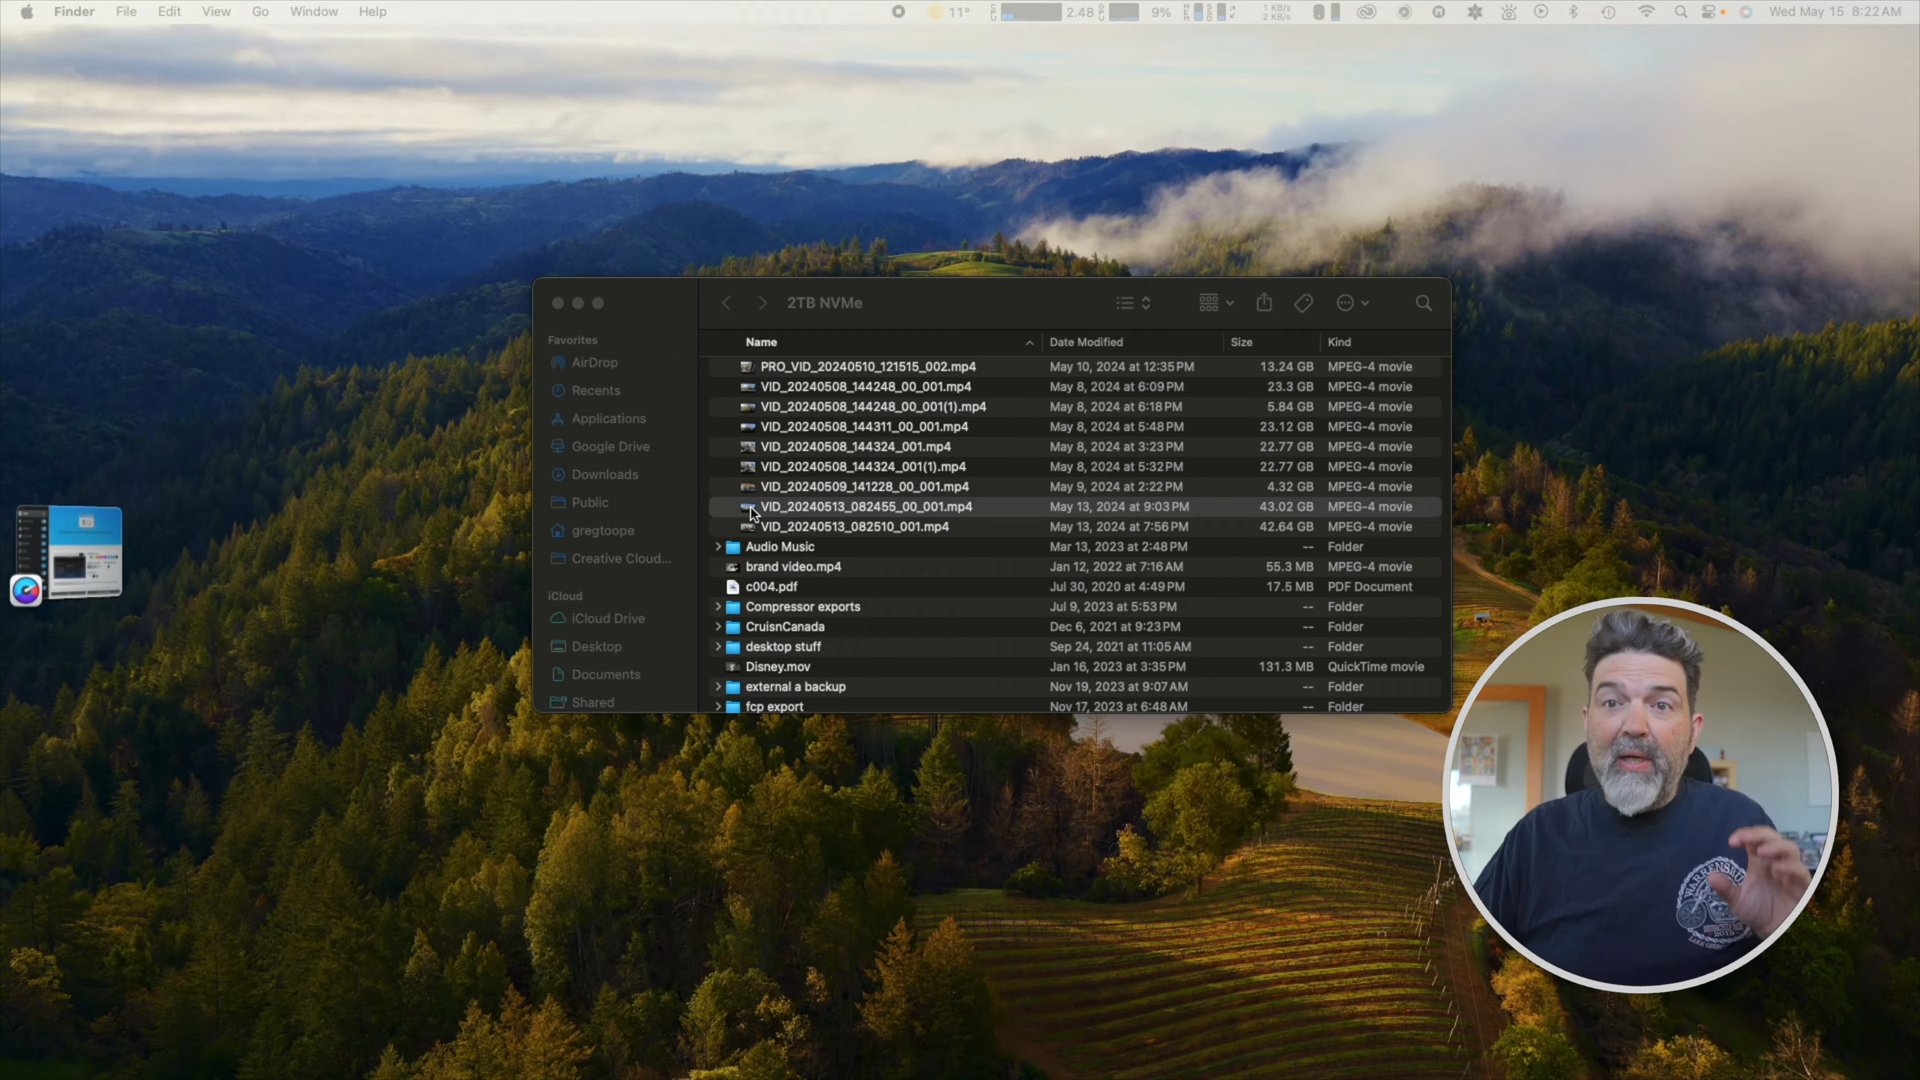 Finder File Edit View Go Window Help 11° 2.48 9% 1 KB/s 2 KB/s Wed May 15 8:22 AM
2TB NVMe
Favorites
AirDrop
Recents
Applications
Google Drive
Downloads
Public
gregtoope
Creative Cloud...
iCloud
iCloud Drive
Desktop
Documents
Shared
Name Date Modified Size Kind
PRO_VID_20240510_121515_002.mp4 May 10, 2024 at 12:35 PM 13.24 GB MPEG-4 movie
VID_20240508_144248_00_001.mp4 May 8, 2024 at 6:09 PM 23.3 GB MPEG-4 movie
VID_20240508_144248_00_001(1).mp4 May 8, 2024 at 6:18 PM 5.84 GB MPEG-4 movie
VID_20240508_144311_00_001.mp4 May 8, 2024 at 5:48 PM 23.12 GB MPEG-4 movie
VID_20240508_144324_001.mp4 May 8, 2024 at 3:23 PM 22.77 GB MPEG-4 movie
VID_20240508_144324_001(1).mp4 May 8, 2024 at 5:32 PM 22.77 GB MPEG-4 movie
VID_20240509_141228_00_001.mp4 May 9, 2024 at 2:22 PM 4.32 GB MPEG-4 movie
VID_20240513_082455_00_001.mp4 May 13, 2024 at 9:03 PM 43.02 GB MPEG-4 movie
VID_20240513_082510_001.mp4 May 13, 2024 at 7:56 PM 42.64 GB MPEG-4 movie
Audio Music Mar 13, 2023 at 2:48 PM -- Folder
brand video.mp4 Jan 12, 2022 at 7:16 AM 55.3 MB MPEG-4 movie
c004.pdf Jul 30, 2020 at 4:49 PM 17.5 MB PDF Document
Compressor exports Jul 9, 2023 at 5:53 PM -- Folder
CruisnCanada Dec 6, 2021 at 9:23 PM -- Folder
desktop stuff Sep 24, 2021 at 11:05 AM -- Folder
Disney.mov Jan 16, 2023 at 3:35 PM 131.3 MB QuickTime movie
external a backup Nov 19, 2023 at 9:07 AM -- Folder
fcp export Nov 17, 2023 at 6:48 AM -- Folder